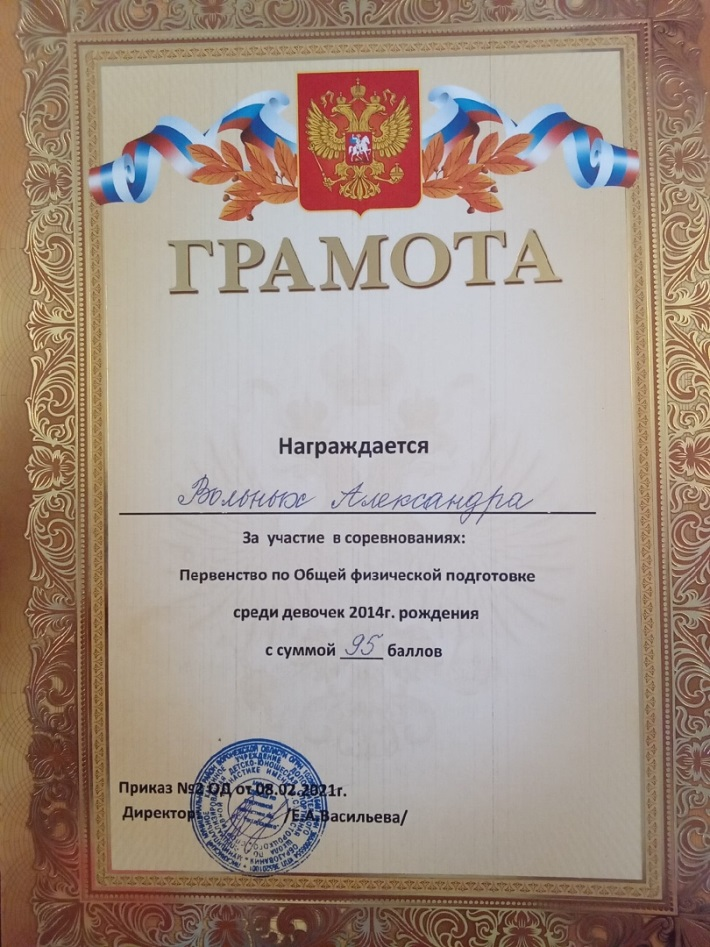 ГРАМОТА
Награждается
Вольных Александра
За участие в соревнованиях:
Первенство по Общей физической подготовке
среди девочек 2014г. рождения
с суммой 95 баллов
Приказ №2 ОД от 08.02.2021г.
Директор /Е.А.Васильева/